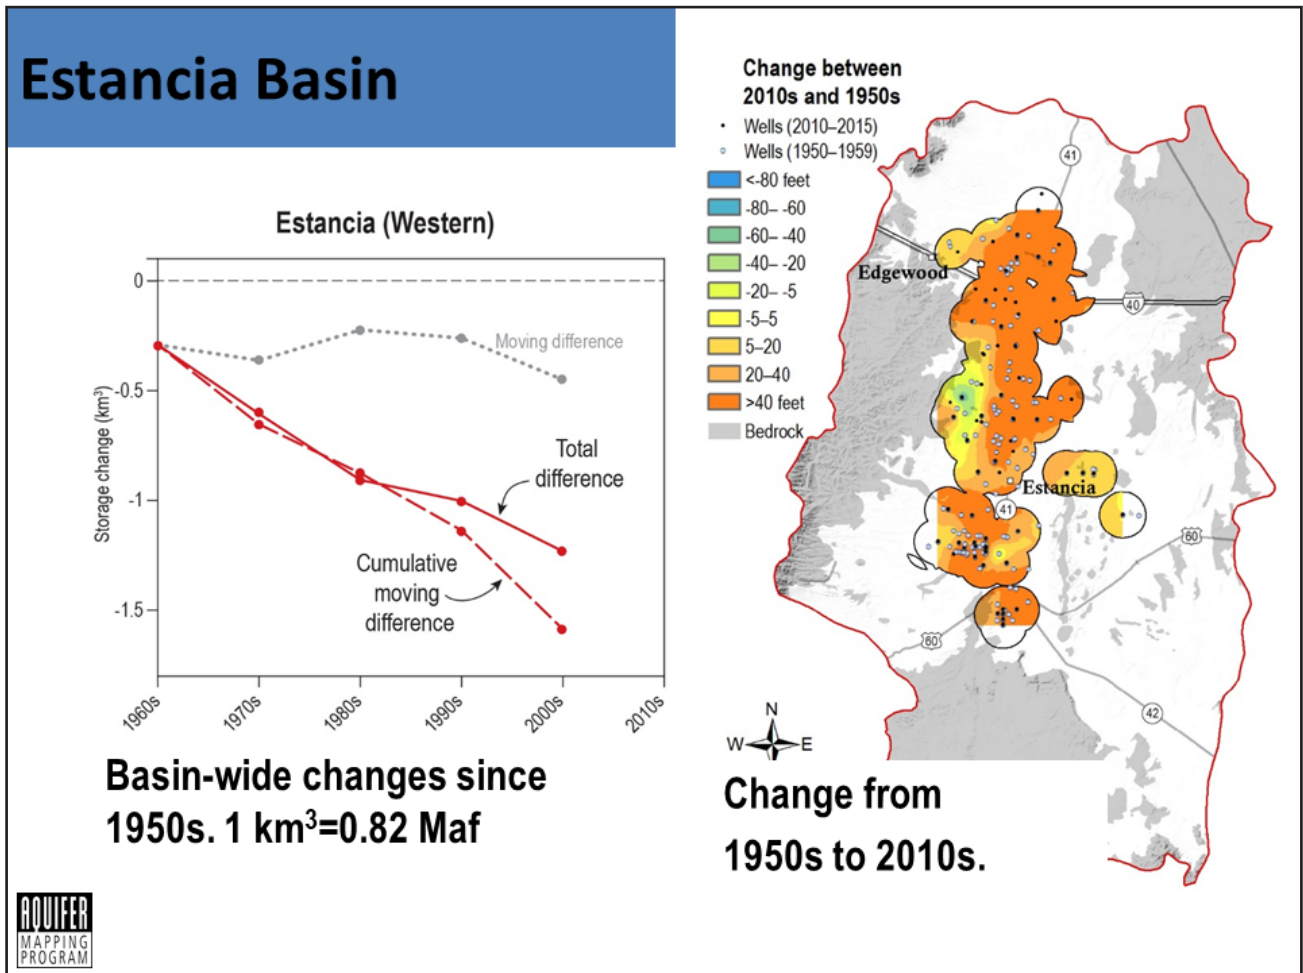 Estancia Basin
Estancia (Western)
Storage change (km³)
0
-0.5
-1
-1.5
Moving difference
Total
difference
Cumulative
moving
difference
1960s
1970s
1980s
1990s
2000s
2010s
Basin-wide changes since
1950s. 1 km³=0.82 Maf
Change between
2010s and 1950s
Wells (2010–2015)
Wells (1950–1959)
<-80 feet
-80– -60
-60– -40
-40– -20
-20– -5
-5–5
5–20
20–40
>40 feet
Bedrock
41
Edgewood
40
Estancia
41
60
60
42
N
W
E
Change from
1950s to 2010s.
AQUIFER
MAPPING
PROGRAM